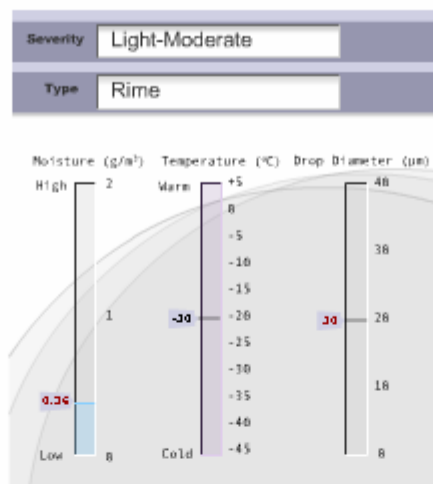 Severity Light-Moderate
Type Rime
Moisture (g/m³) Temperature (°C) Drop Diameter (µm)
High 2 Warm +5 40
0
-5
30
-10
-15
1 -20 -20 20 20
-25
-30
10
-35
0.36
-40
Low 0 Cold -45 0